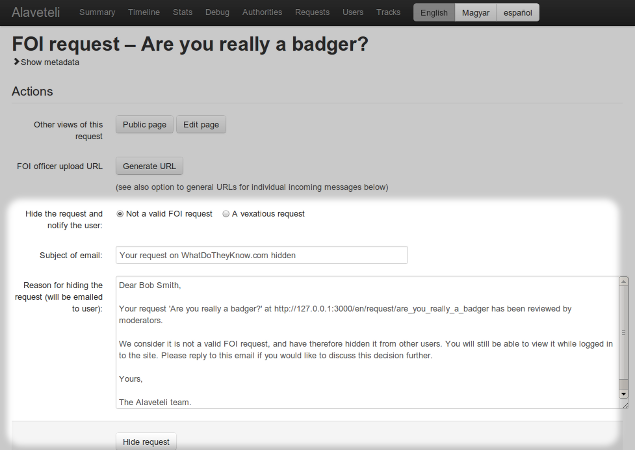 Alaveteli Summary Timeline Stats Debug Authorities Requests Users Tracks English Magyar español
FOI request – Are you really a badger?
Show metadata
Actions
Other views of this request Public page Edit page
FOI officer upload URL Generate URL
(see also option to general URLs for individual incoming messages below)
Hide the request and notify the user: Not a valid FOI request A vexatious request
Subject of email: Your request on WhatDoTheyKnow.com hidden
Reason for hiding the request (will be emailed to user):
Dear Bob Smith,
Your request 'Are you really a badger?' at http://127.0.0.1:3000/en/request/are_you_really_a_badger has been reviewed by
moderators.
We consider it is not a valid FOI request, and have therefore hidden it from other users. You will still be able to view it while logged in
to the site. Please reply to this email if you would like to discuss this decision further.
Yours,
The Alaveteli team.
Hide request